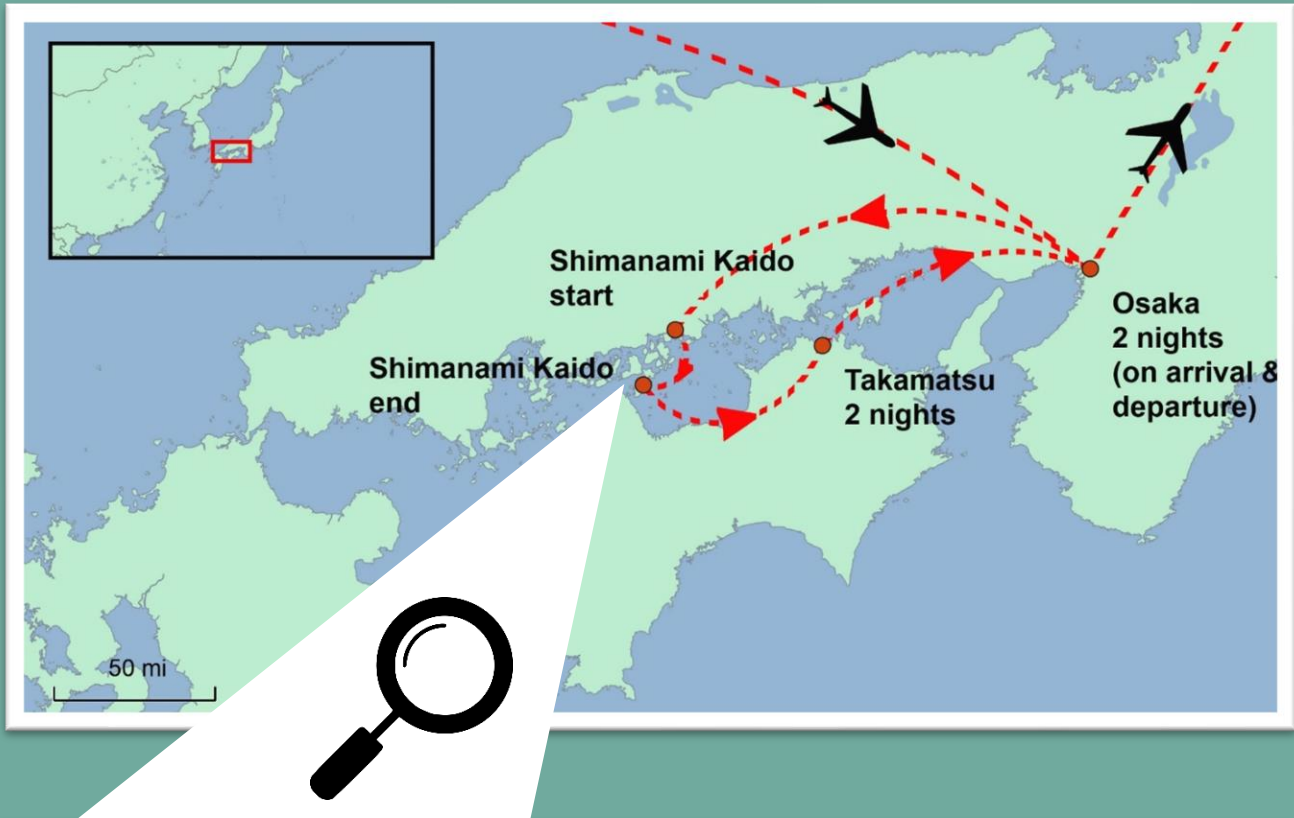 Shimanami Kaido
start
Shimanami Kaido
end
Osaka
2 nights
(on arrival &
departure)
Takamatsu
2 nights
50 mi